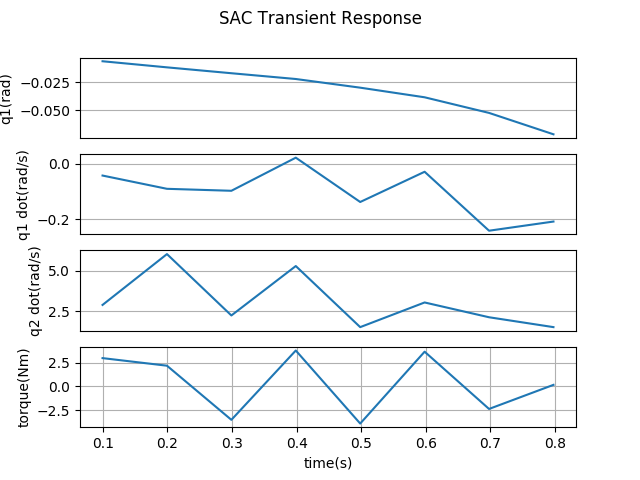 SAC Transient Response
q1(rad)
−0.025
−0.050
q1 dot(rad/s)
0.0
−0.2
q2 dot(rad/s)
5.0
2.5
torque(Nm)
2.5
0.0
−2.5
0.1 0.2 0.3 0.4 0.5 0.6 0.7 0.8
time(s)